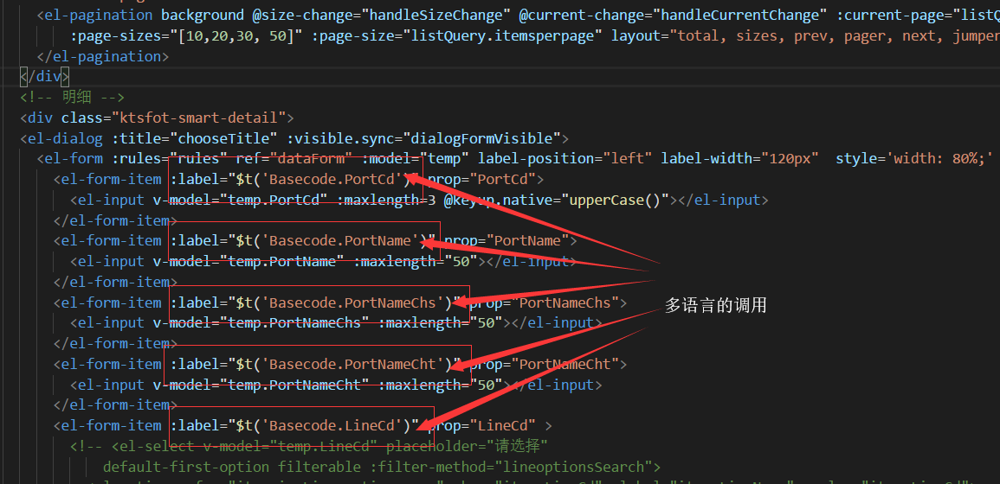 <el-pagination background @size-change="handleSizeChange" @current-change="handleCurrentChange" :current-page="listQ
:page-sizes="[10,20,30, 50]" :page-size="listQuery.itemsperpage" layout="total, sizes, prev, pager, next, jumper
</el-pagination>
</div>
<!-- 明细 -->
<div class="ktsfot-smart-detail">
<el-dialog :title="chooseTitle" :visible.sync="dialogFormVisible">
<el-form :rules="rules" ref="dataForm" :model="temp" label-position="left" label-width="120px" style='width: 80%;'
<el-form-item :label="$t('Basecode.PortCd')" prop="PortCd">
<el-input v-model="temp.PortCd" :maxlength=3 @keyup.native="upperCase()"></el-input>
</el-form-item>
<el-form-item :label="$t('Basecode.PortName')" prop="PortName">
<el-input v-model="temp.PortName" :maxlength="50"></el-input>
</el-form-item>
<el-form-item :label="$t('Basecode.PortNameChs')" prop="PortNameChs">
多语言的调用
<el-input v-model="temp.PortNameChs" :maxlength="50"></el-input>
</el-form-item>
<el-form-item :label="$t('Basecode.PortNameCht')" prop="PortNameCht">
<el-input v-model="temp.PortNameCht" :maxlength="50"></el-input>
</el-form-item>
<el-form-item :label="$t('Basecode.LineCd')" prop="LineCd" >
<!-- <el-select v-model="temp.LineCd" placeholder="请选择"
default-first-option filterable :filter-method="lineoptionsSearch">